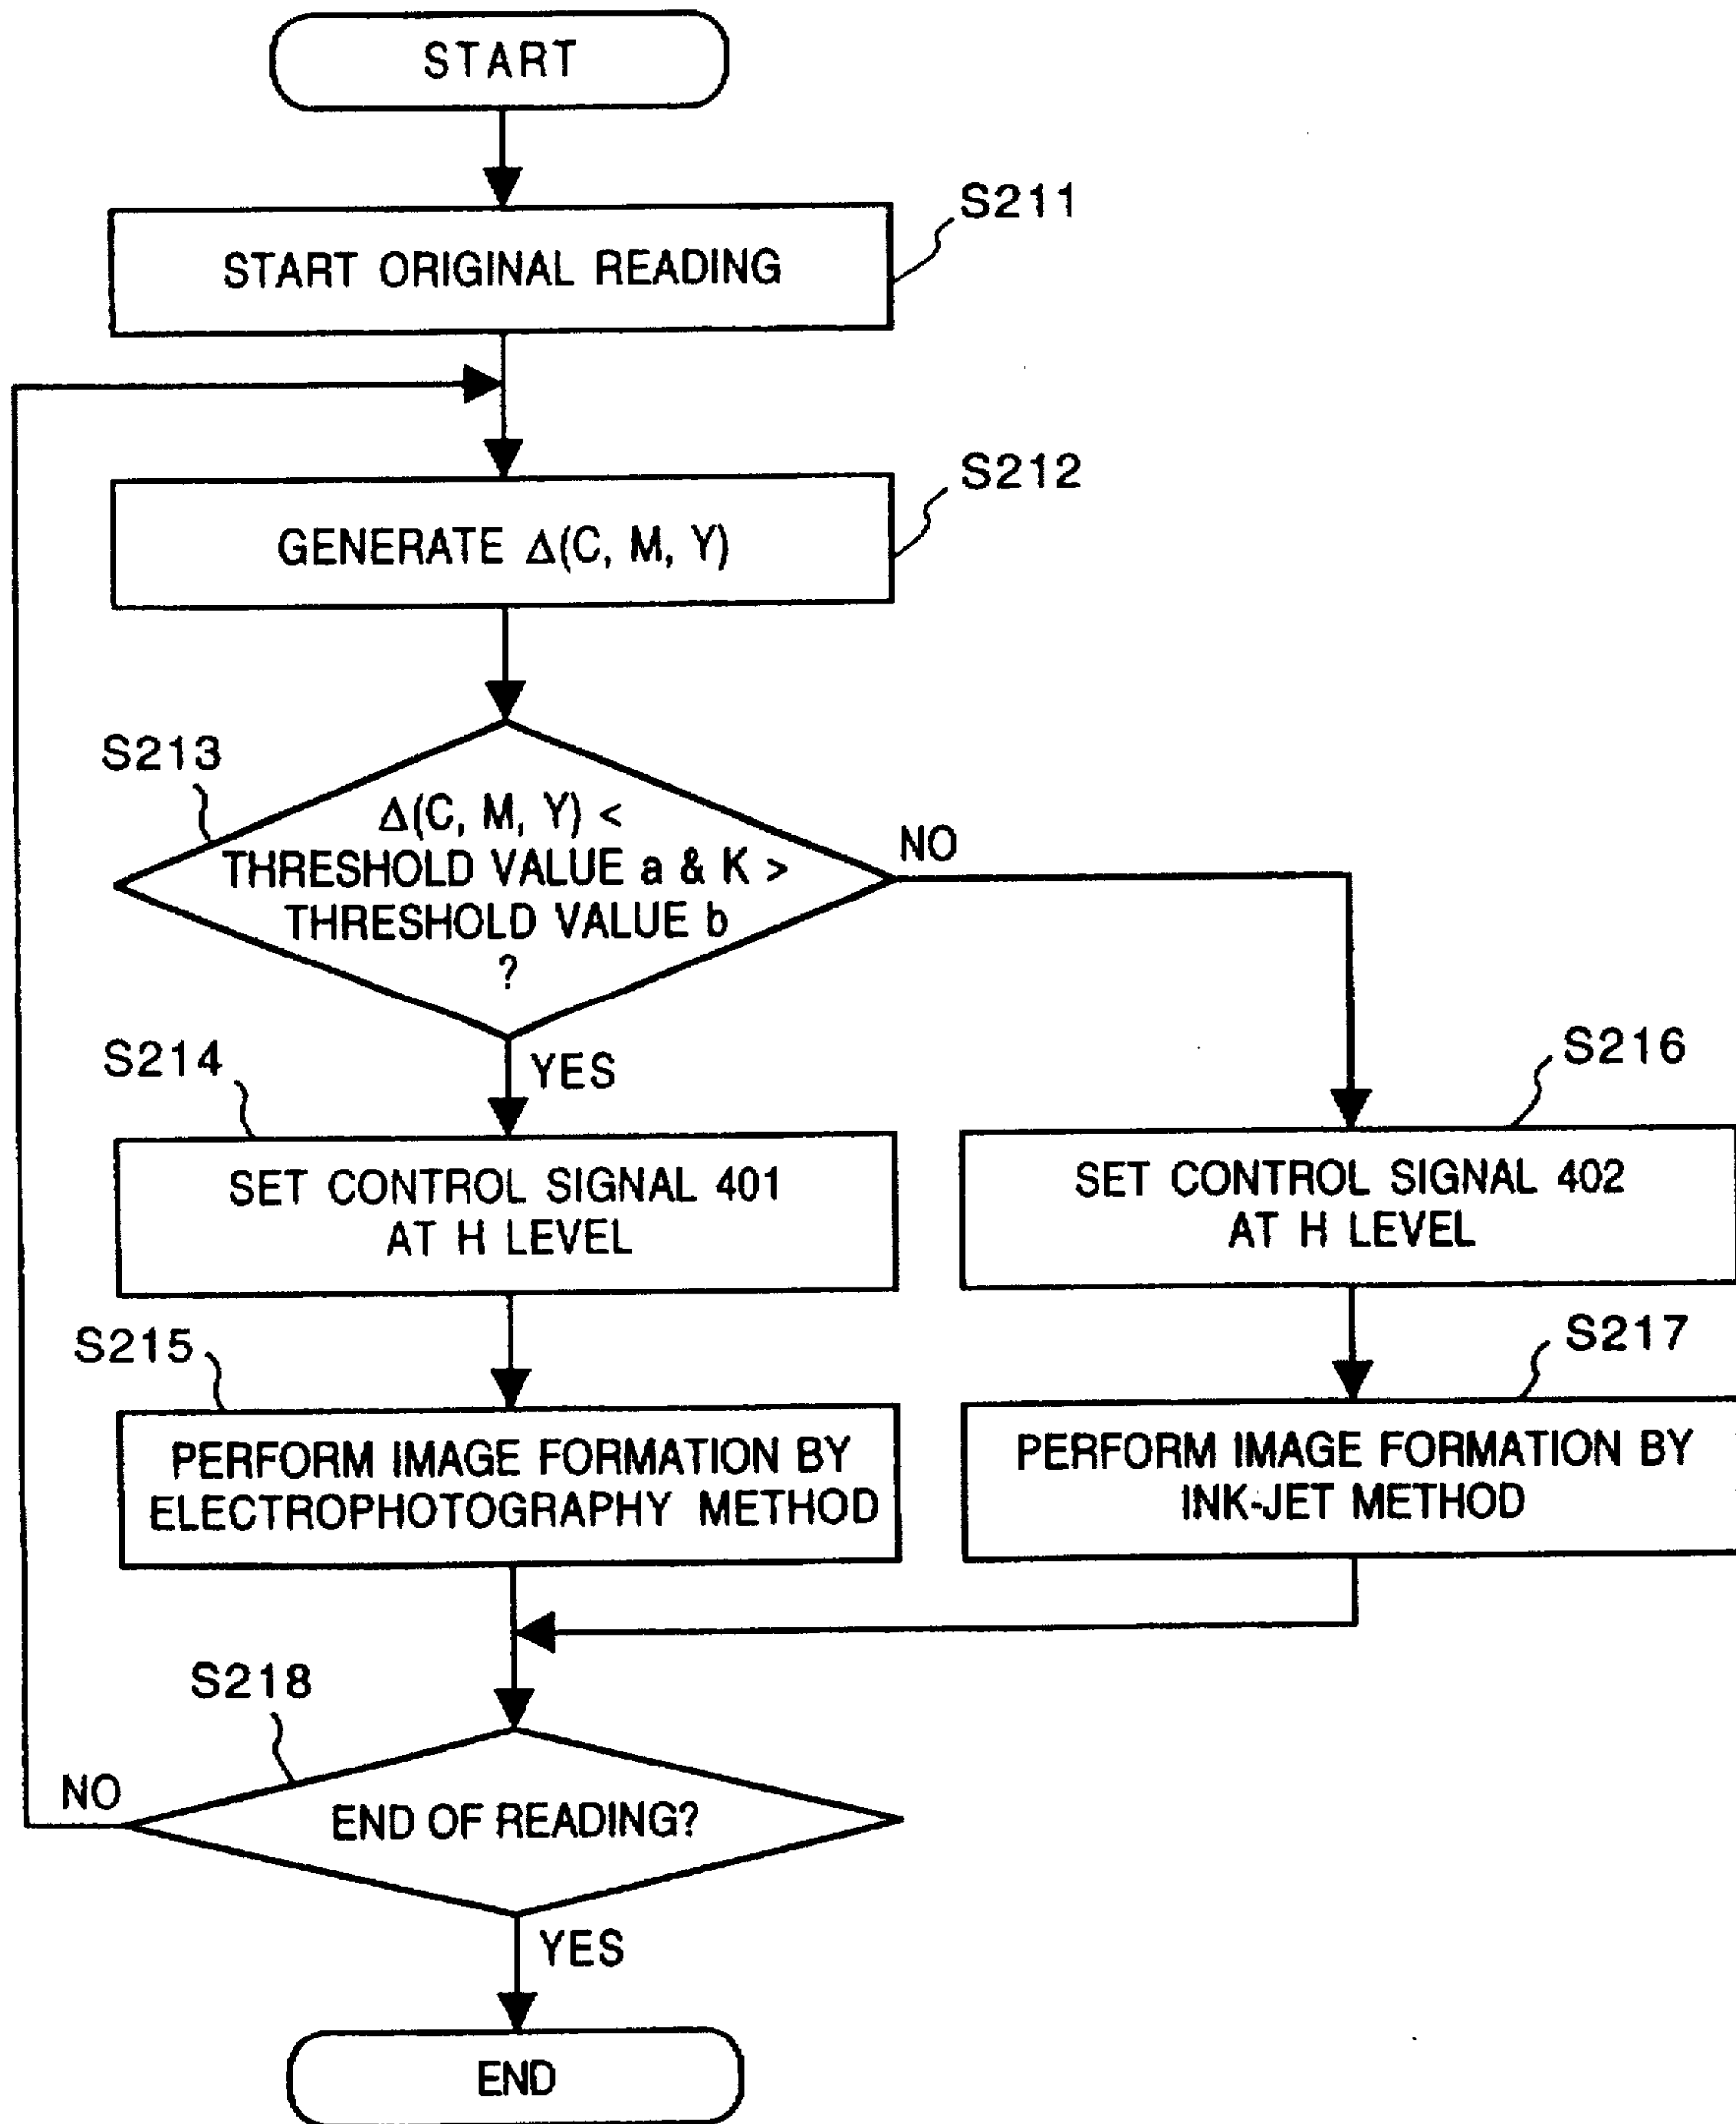 START
S211
START ORIGINAL READING
S212
GENERATE Δ(C, M, Y)
S213
Δ(C, M, Y) <
THRESHOLD VALUE a & K >
THRESHOLD VALUE b
?
NO
YES
S214
SET CONTROL SIGNAL 401
AT H LEVEL
S216
SET CONTROL SIGNAL 402
AT H LEVEL
S215
PERFORM IMAGE FORMATION BY
ELECTROPHOTOGRAPHY METHOD
S217
PERFORM IMAGE FORMATION BY
INK-JET METHOD
S218
NO
END OF READING?
YES
END